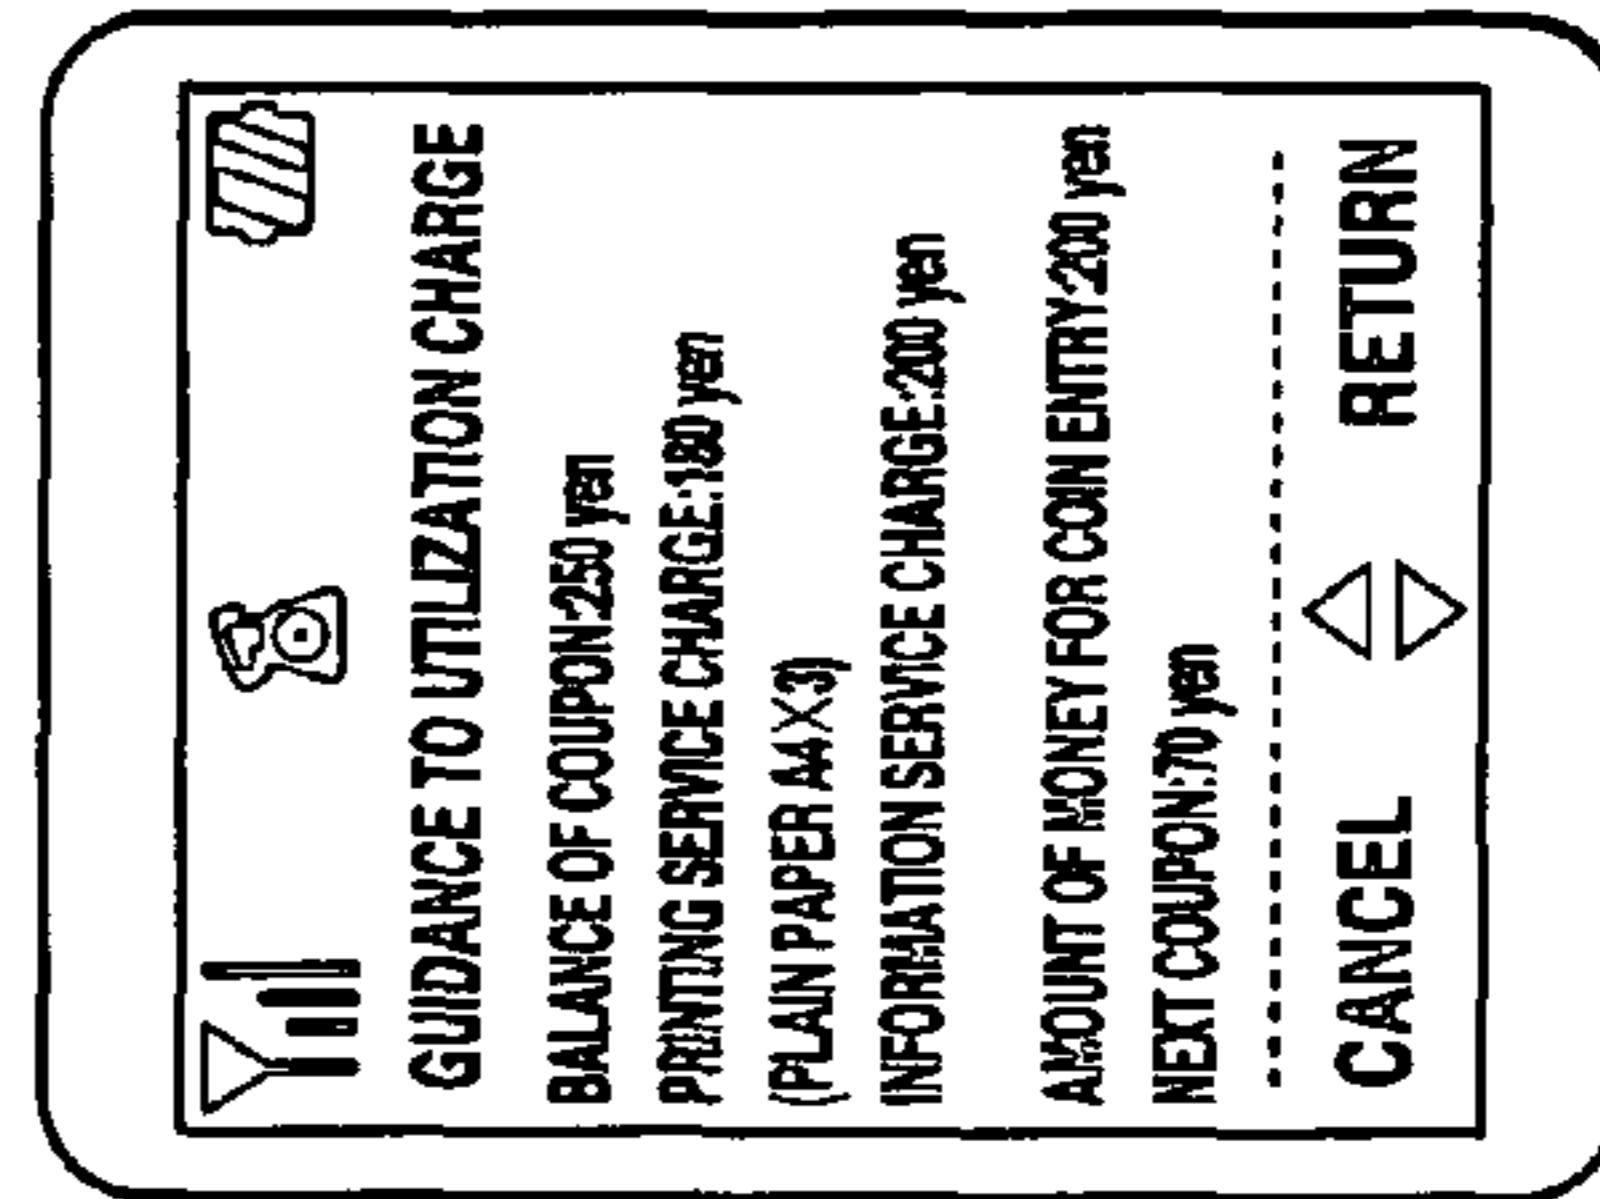 GUIDANCE TO UTILIZATION CHARGE
BALANCE OF COUPON:250 yen
PRINTING SERVICE CHARGE:180 yen
(PLAIN PAPER A4×3)
INFORMATION SERVICE CHARGE:200 yen
AMOUNT OF MONEY FOR COIN ENTRY:200 yen
NEXT COUPON:70 yen
CANCEL RETURN